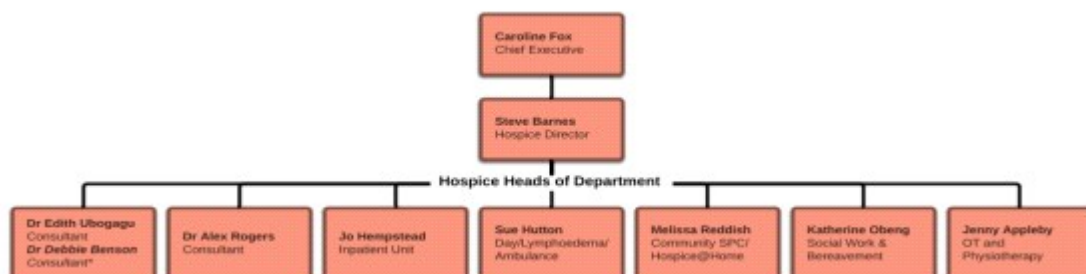 Caroline Fox
Chief Executive
Steve Barnes
Hospice Director
Hospice Heads of Department
Dr Edith Ubogagu
Consultant
Dr Debbie Benson
Consultant*
Dr Alex Rogers
Consultant
Jo Hempstead
Inpatient Unit
Sue Hutton
Day/Lymphoedema/
Ambulance
Melissa Reddish
Community SPC/
Hospice@Home
Katherine Obeng
Social Work &
Bereavement
Jenny Appleby
OT and
Physiotherapy